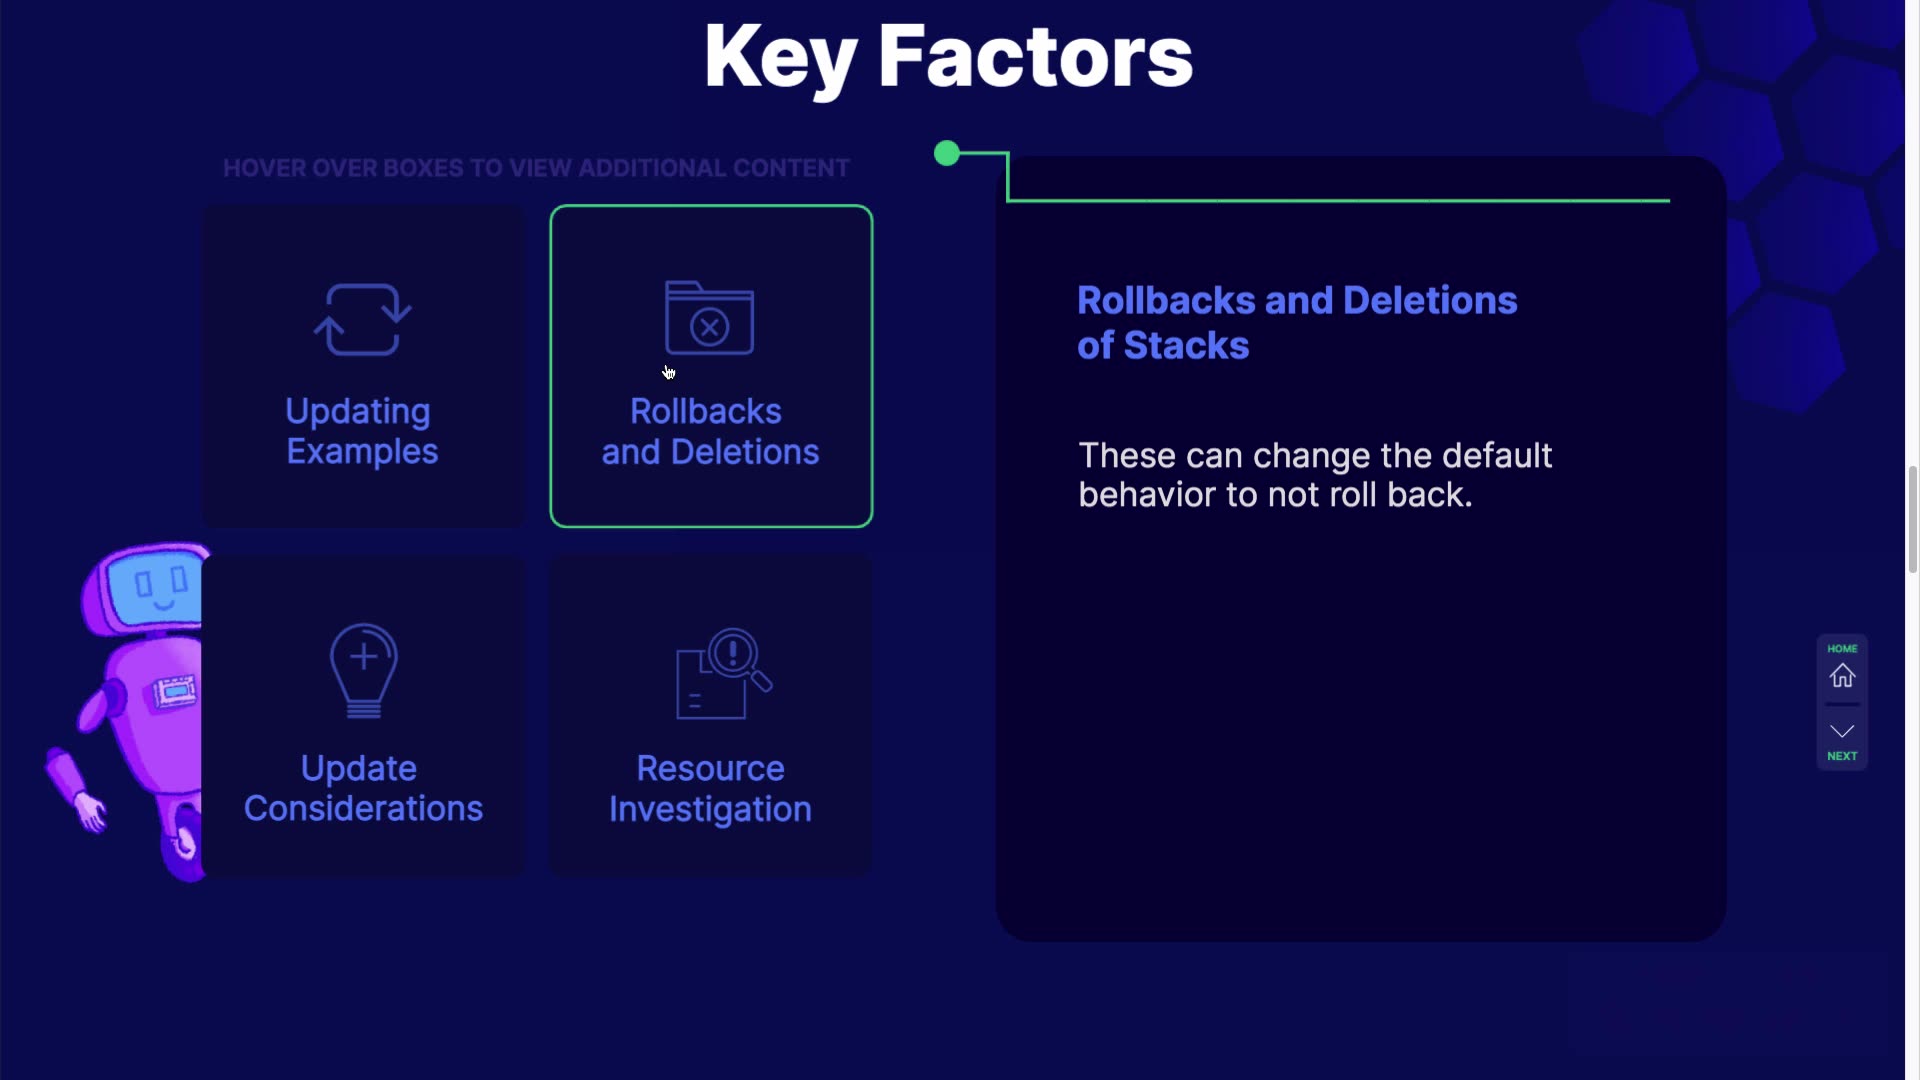 Key Factors
HOVER OVER BOXES TO VIEW ADDITIONAL CONTENT
Updating
Examples
Rollbacks
and Deletions
Update
Considerations
Resource
Investigation
Rollbacks and Deletions
of Stacks
These can change the default
behavior to not roll back.
HOME
NEXT